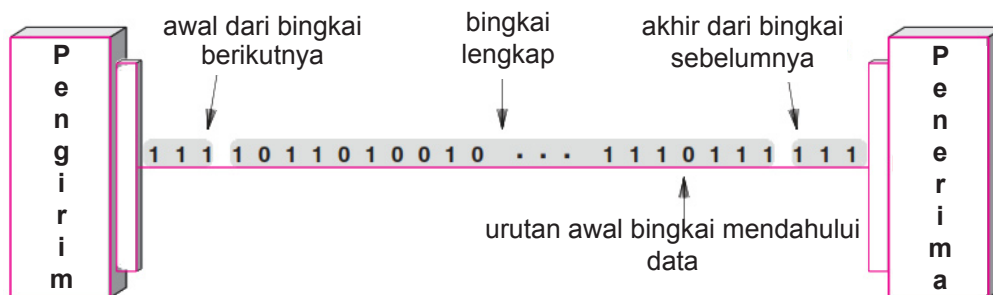 awal dari bingkai
berikutnya
bingkai
lengkap
akhir dari bingkai
sebelumnya
Pengirim
1 1 1 1 0 1 1 0 1 0 0 1 0 ... 1 1 1 0 1 1 1 1 1 1
Penerima
urutan awal bingkai mendahului
data